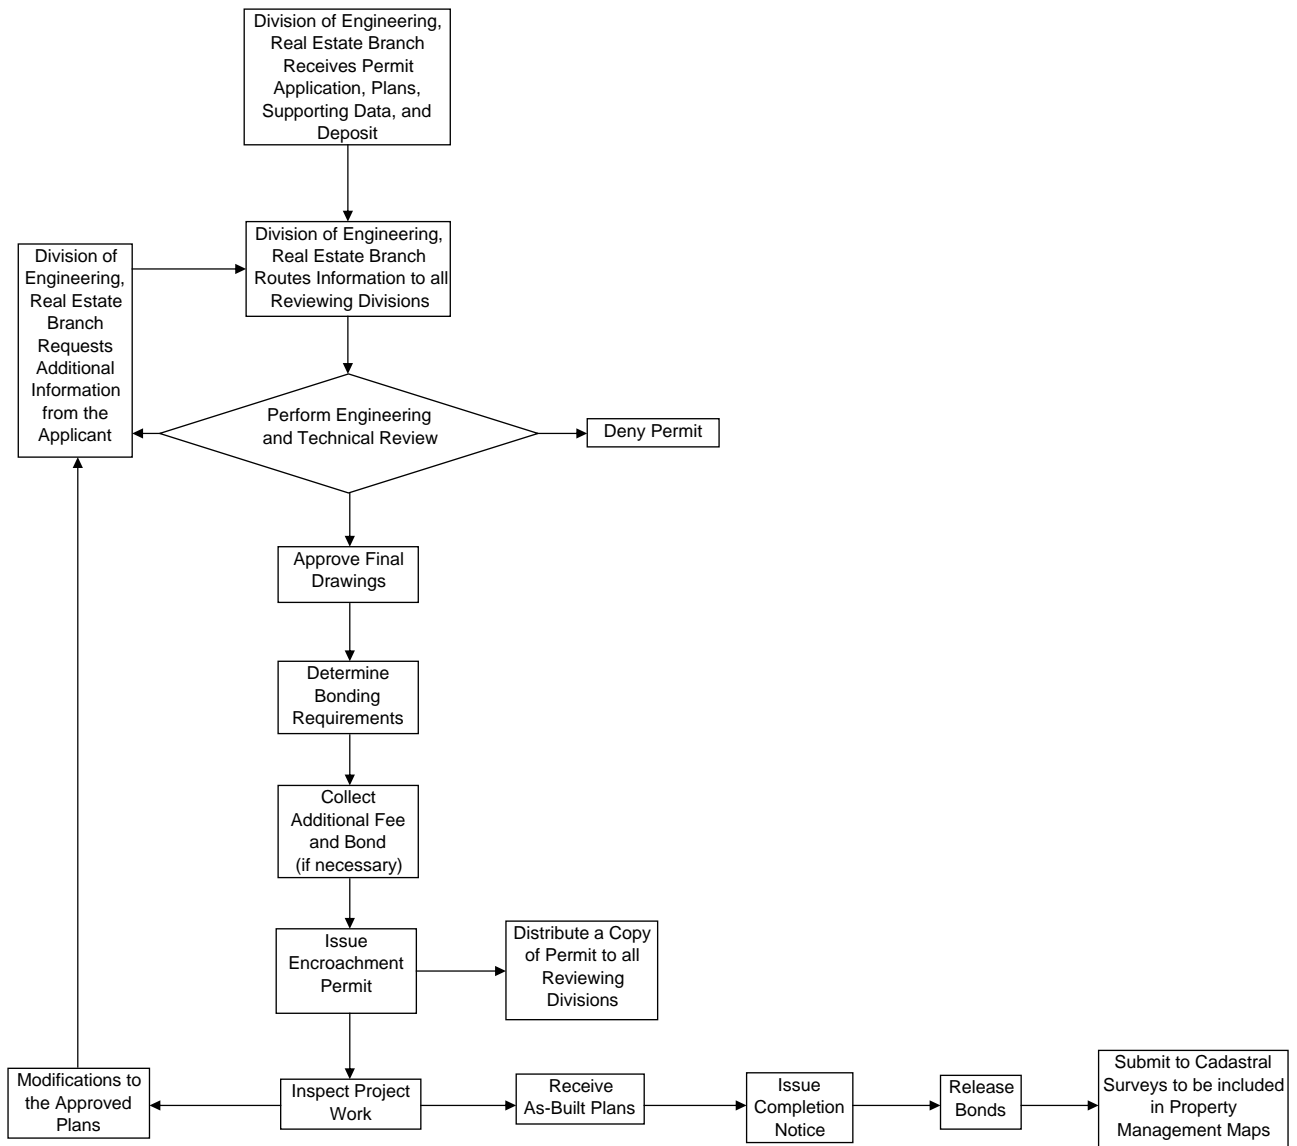 Division of Engineering,
Real Estate Branch
Receives Permit
Application, Plans,
Supporting Data, and
Deposit
Division of Engineering,
Real Estate Branch
Routes Information to all
Reviewing Divisions
Division of
Engineering,
Real Estate
Branch
Requests
Additional
Information
from the
Applicant
Perform Engineering
and Technical Review
Deny Permit
Approve Final
Drawings
Determine
Bonding
Requirements
Collect
Additional Fee
and Bond
(if necessary)
Issue
Encroachment
Permit
Distribute a Copy
of Permit to all
Reviewing
Divisions
Modifications to
the Approved
Plans
Inspect Project
Work
Receive
As-Built Plans
Issue
Completion
Notice
Release
Bonds
Submit to Cadastral
Surveys to be included
in Property
Management Maps